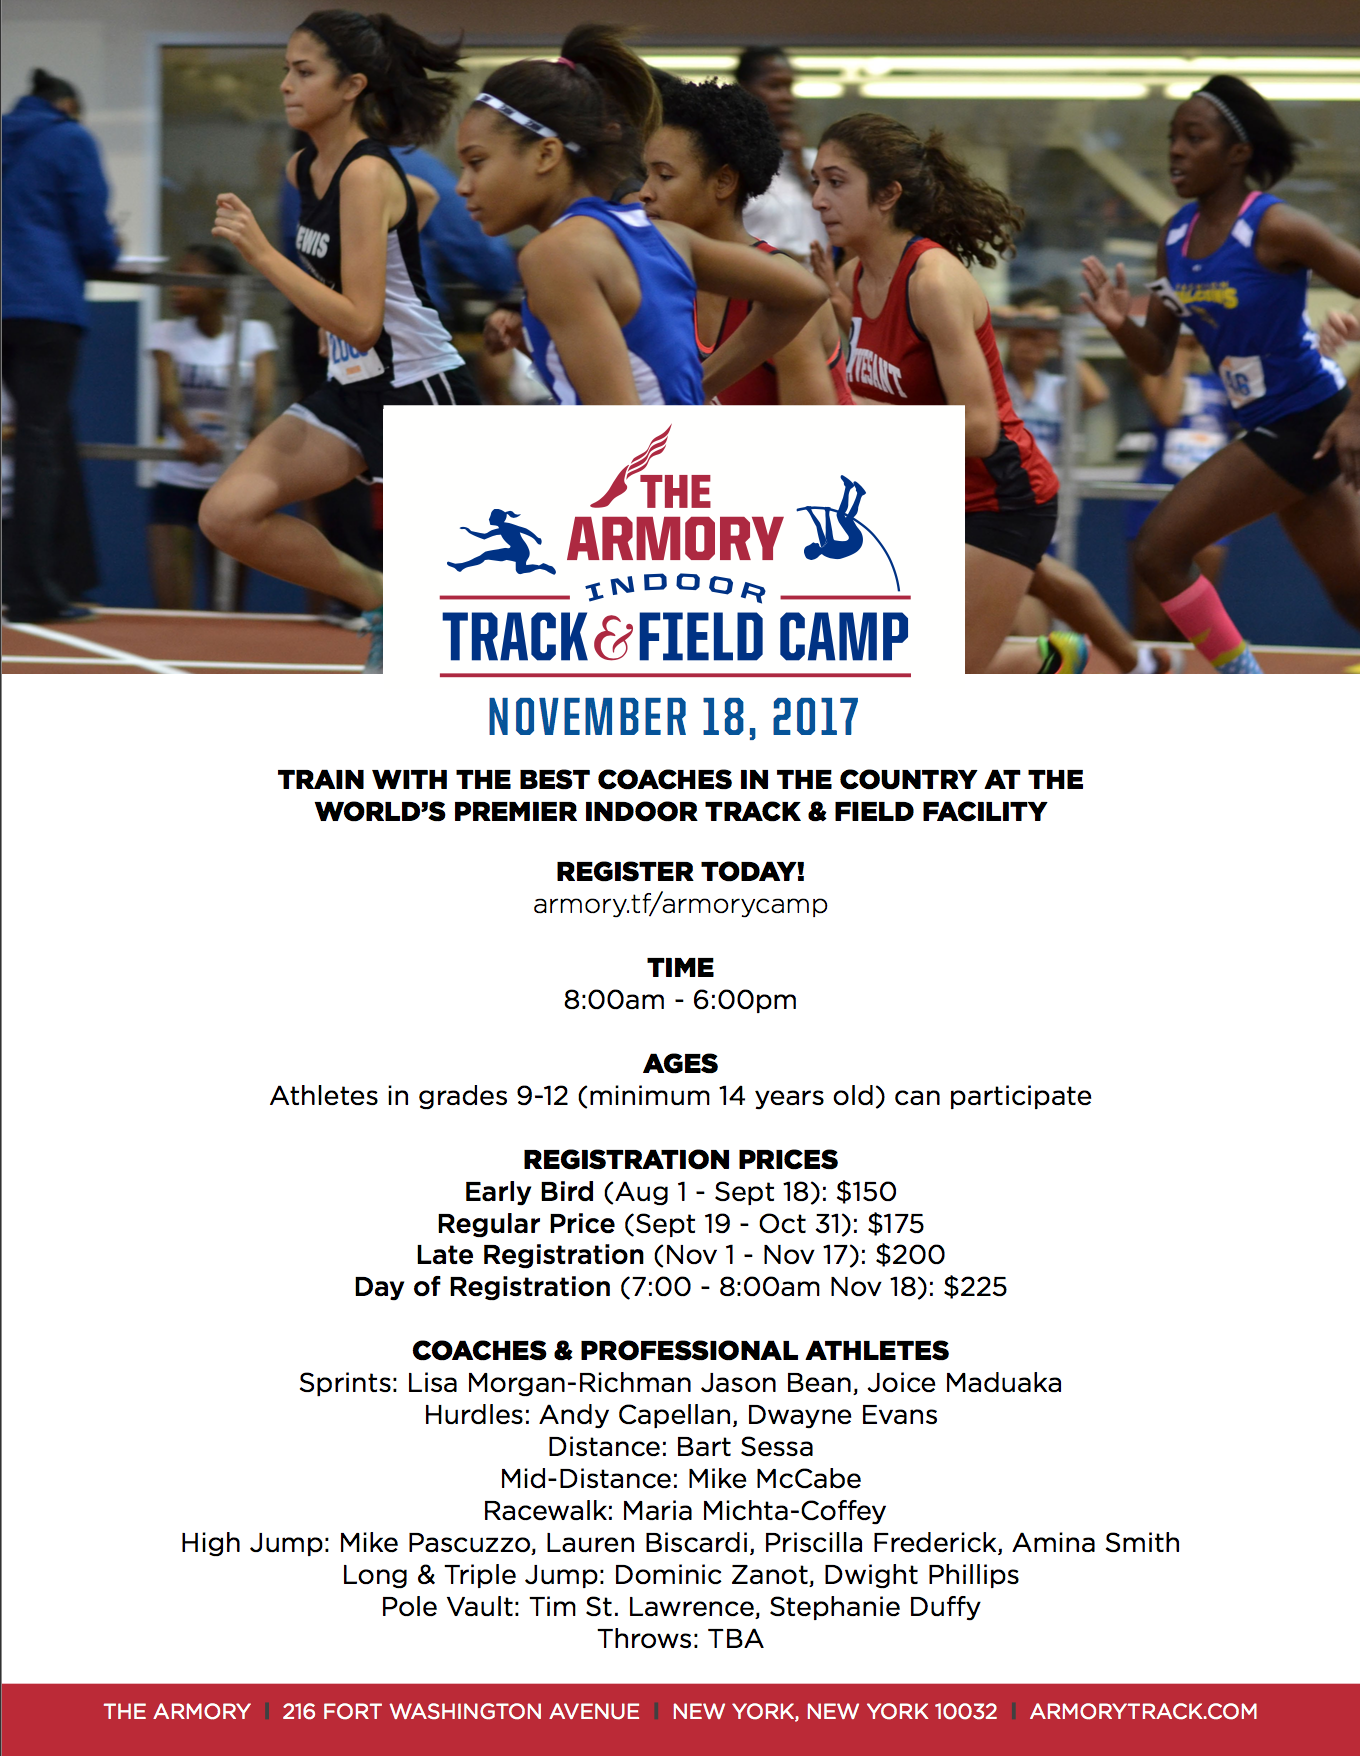 EWIS
200
VESANT
FALCONS
THE
ARMORY
INDOOR
TRACK & FIELD CAMP
NOVEMBER 18, 2017
TRAIN WITH THE BEST COACHES IN THE COUNTRY AT THE
WORLD'S PREMIER INDOOR TRACK & FIELD FACILITY
REGISTER TODAY!
armory.tf/armorycamp
TIME
8:00am - 6:00pm
AGES
Athletes in grades 9-12 (minimum 14 years old) can participate
REGISTRATION PRICES
Early Bird (Aug 1 - Sept 18): $150
Regular Price (Sept 19 - Oct 31): $175
Late Registration (Nov 1 - Nov 17): $200
Day of Registration (7:00 - 8:00am Nov 18): $225
COACHES & PROFESSIONAL ATHLETES
Sprints: Lisa Morgan-Richman Jason Bean, Joice Maduaka
Hurdles: Andy Capellan, Dwayne Evans
Distance: Bart Sessa
Mid-Distance: Mike McCabe
Racewalk: Maria Michta-Coffey
High Jump: Mike Pascuzzo, Lauren Biscardi, Priscilla Frederick, Amina Smith
Long & Triple Jump: Dominic Zanot, Dwight Phillips
Pole Vault: Tim St. Lawrence, Stephanie Duffy
Throws: TBA
THE ARMORY | 216 FORT WASHINGTON AVENUE | NEW YORK, NEW YORK 10032 | ARMORYTRACK.COM